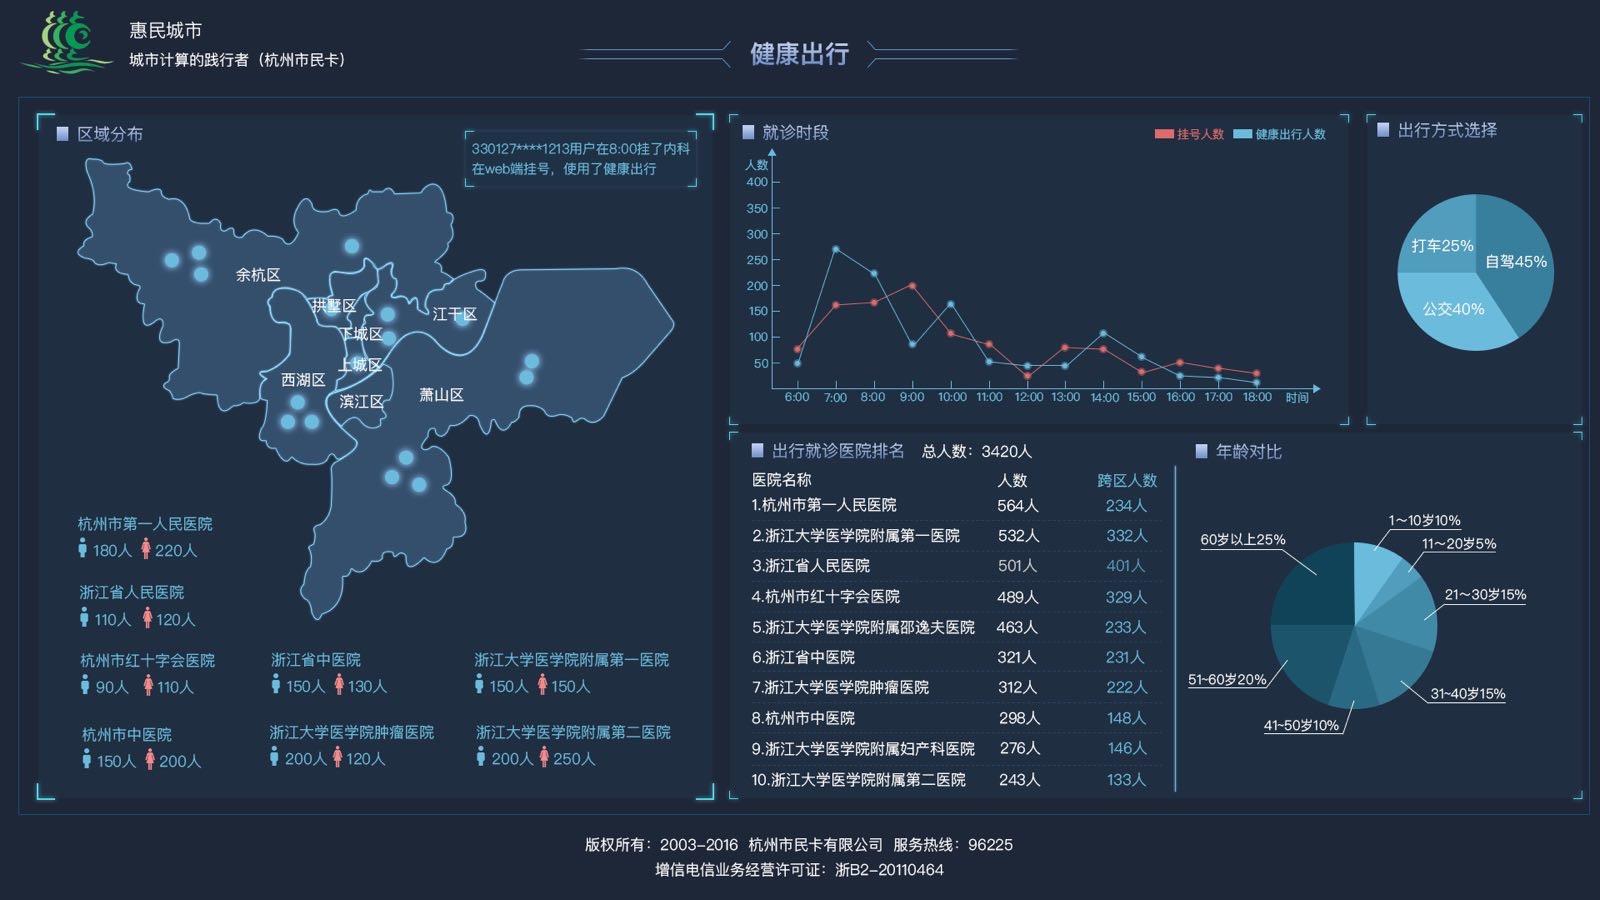 惠民城市
城市计算的践行者（杭州市民卡）
健康出行
区域分布
330127****1213用户在8:00挂了内科
在web端挂号，使用了健康出行
余杭区
拱墅区
江干区
下城区
上城区
西湖区
滨江区
萧山区
杭州市第一人民医院
180人 220人
浙江省人民医院
110人 120人
杭州市红十字会医院
90人 110人
浙江省中医院
150人 130人
浙江大学医学院附属第一医院
150人 150人
杭州市中医院
150人 200人
浙江大学医学院肿瘤医院
200人 120人
浙江大学医学院附属第二医院
200人 250人
就诊时段
挂号人数 健康出行人数
人数
400
350
300
250
200
150
100
50
6:00 7:00 8:00 9:00 10:00 11:00 12:00 13:00 14:00 15:00 16:00 17:00 18:00 时间
出行方式选择
打车25%
自驾45%
公交40%
出行就诊医院排名 总人数：3420人
医院名称 人数 跨区人数
1.杭州市第一人民医院 564人 234人
2.浙江大学医学院附属第一医院 532人 332人
3.浙江省人民医院 501人 401人
4.杭州市红十字会医院 489人 329人
5.浙江大学医学院附属邵逸夫医院 463人 233人
6.浙江省中医院 321人 231人
7.浙江大学医学院肿瘤医院 312人 222人
8.杭州市中医院 298人 148人
9.浙江大学医学院附属妇产科医院 276人 146人
10.浙江大学医学院附属第二医院 243人 133人
年龄对比
1～10岁10%
11～20岁5%
21～30岁15%
31~40岁15%
41~50岁10%
51~60岁20%
60岁以上25%
版权所有：2003-2016 杭州市民卡有限公司 服务热线：96225
增信电信业务经营许可证：浙B2-20110464